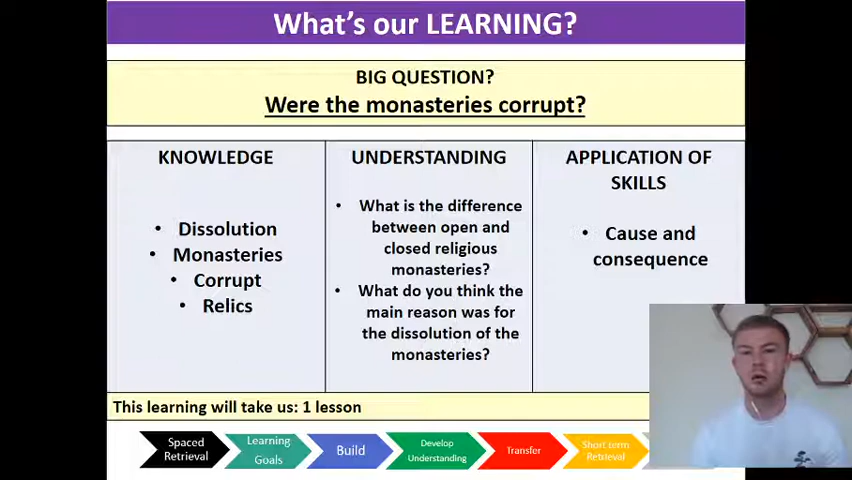 What's our LEARNING?
BIG QUESTION?
Were the monasteries corrupt?
KNOWLEDGE
• Dissolution
• Monasteries
• Corrupt
• Relics
UNDERSTANDING
• What is the difference
between open and
closed religious
monasteries?
• What do you think the
main reason was for
the dissolution of the
monasteries?
APPLICATION OF
SKILLS
• Cause and
consequence
This learning will take us: 1 lesson
Spaced
Retrieval
Learning
Goals
Build
Develop
Understanding
Transfer
Short term
Retrieval